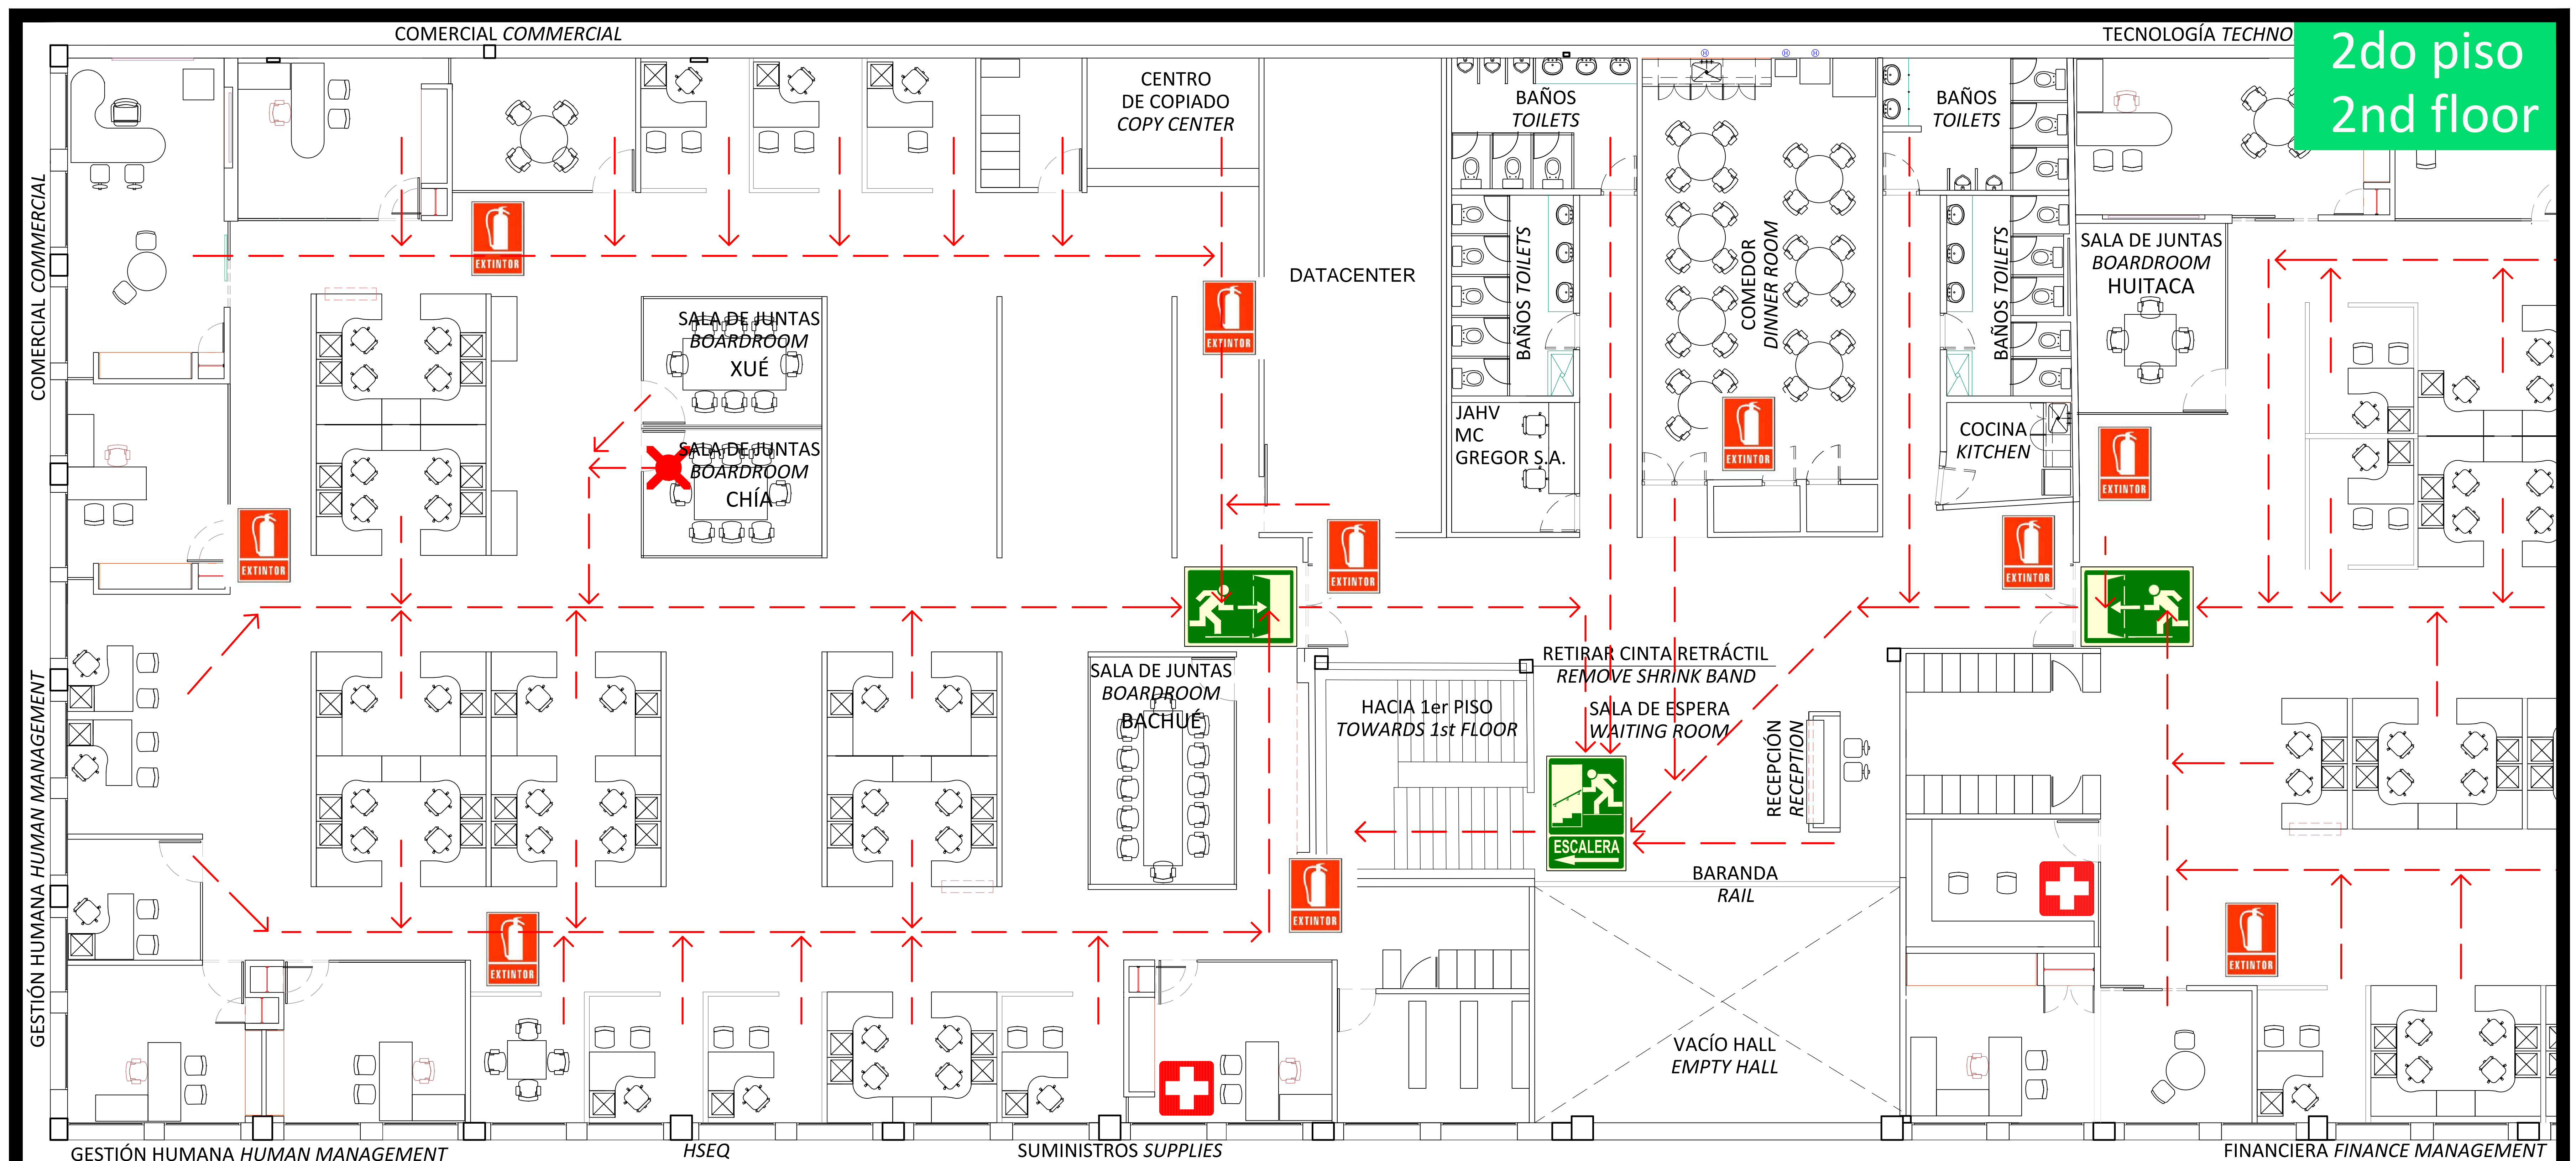 COMERCIAL COMMERCIAL
TECNOLOGÍA TECHNO
2do piso
2nd floor
CENTRO
DE COPIADO
COPY CENTER
BAÑOS
TOILETS
BAÑOS
TOILETS
COMERCIAL COMMERCIAL
EXTINTOR
EXTINTOR
DATACENTER
BAÑOS TOILETS
COMEDOR
DINNER ROOM
BAÑOS TOILETS
SALA DE JUNTAS
BOARDROOM
HUITACA
SALA DE JUNTAS
BOARDROOM
XUÉ
SALA DE JUNTAS
BOARDROOM
CHÍA
JAHV
MC
GREGOR S.A.
EXTINTOR
COCINA
KITCHEN
EXTINTOR
EXTINTOR
EXTINTOR
EXTINTOR
GESTIÓN HUMANA HUMAN MANAGEMENT
SALA DE JUNTAS
BOARDROOM
BACHUÉ
RETIRAR CINTA RETRÁCTIL
REMOVE SHRINK BAND
HACIA 1er PISO
TOWARDS 1st FLOOR
SALA DE ESPERA
WAITING ROOM
RECEPCIÓN
RECEPTION
ESCALERA
BARANDA
RAIL
EXTINTOR
EXTINTOR
EXTINTOR
VACÍO HALL
EMPTY HALL
GESTIÓN HUMANA HUMAN MANAGEMENT
HSEQ
SUMINISTROS SUPPLIES
FINANCIERA FINANCE MANAGEMENT